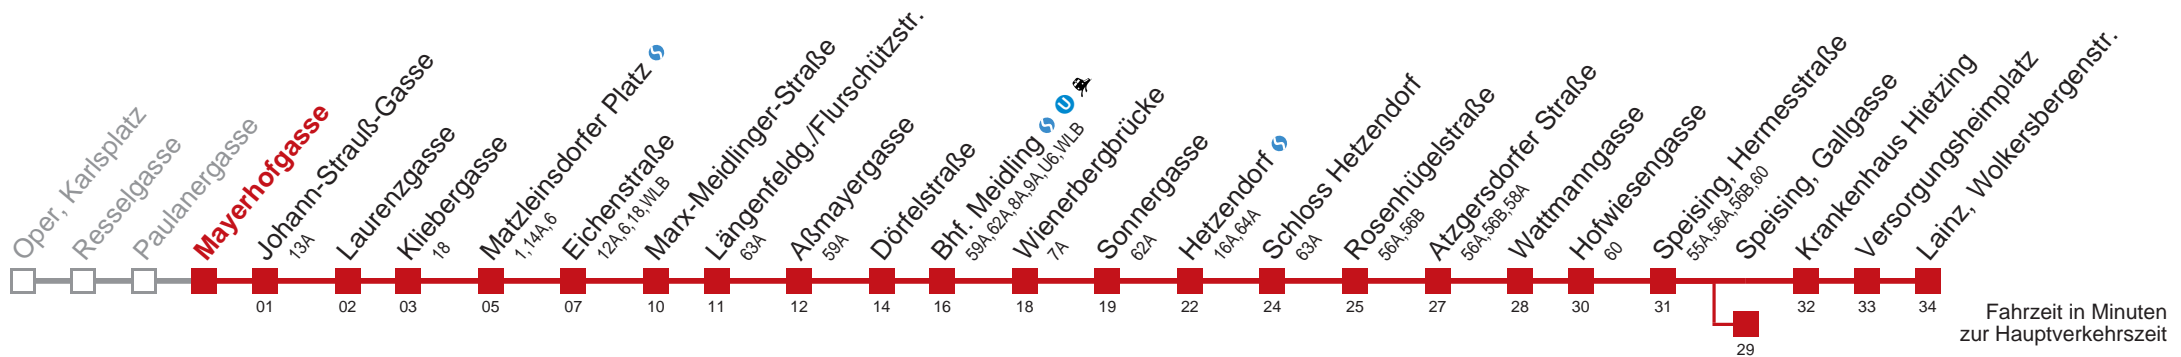 Oper, Karlsplatz
Resselgasse
Paulanergasse
Mayerhofgasse
Johann-Strauß-Gasse
13A
Laurenzgasse
Kliebergasse
18
Matzleinsdorfer Platz
1,14A,6
Eichenstraße
12A,6,18,WLB
Marx-Meidlinger-Straße
Längenfeldg./Flurschützstr.
63A
Aßmayergasse
59A
Dörfelstraße
Bhf. Meidling U
59A,62A,8A,9A,U6,WLB
Wienerbergbrücke
7A
Sonnergasse
62A
Hetzendorf
16A,64A
Schloss Hetzendorf
63A
Rosenhügelstraße
56A,56B
Atzgersdorfer Straße
56A,56B,58A
Wattmanngasse
Hofwiesengasse
60
Speising, Hermesstraße
55A,56A,56B,60
Speising, Gallgasse
Krankenhaus Hietzing
Versorgungsheimplatz
Lainz, Wolkersbergenstr.
01 02 03 05 07 10 11 12 14 16 18 19 22 24 25 27 28 30 31 32 33 34
29
Fahrzeit in Minuten
zur Hauptverkehrszeit